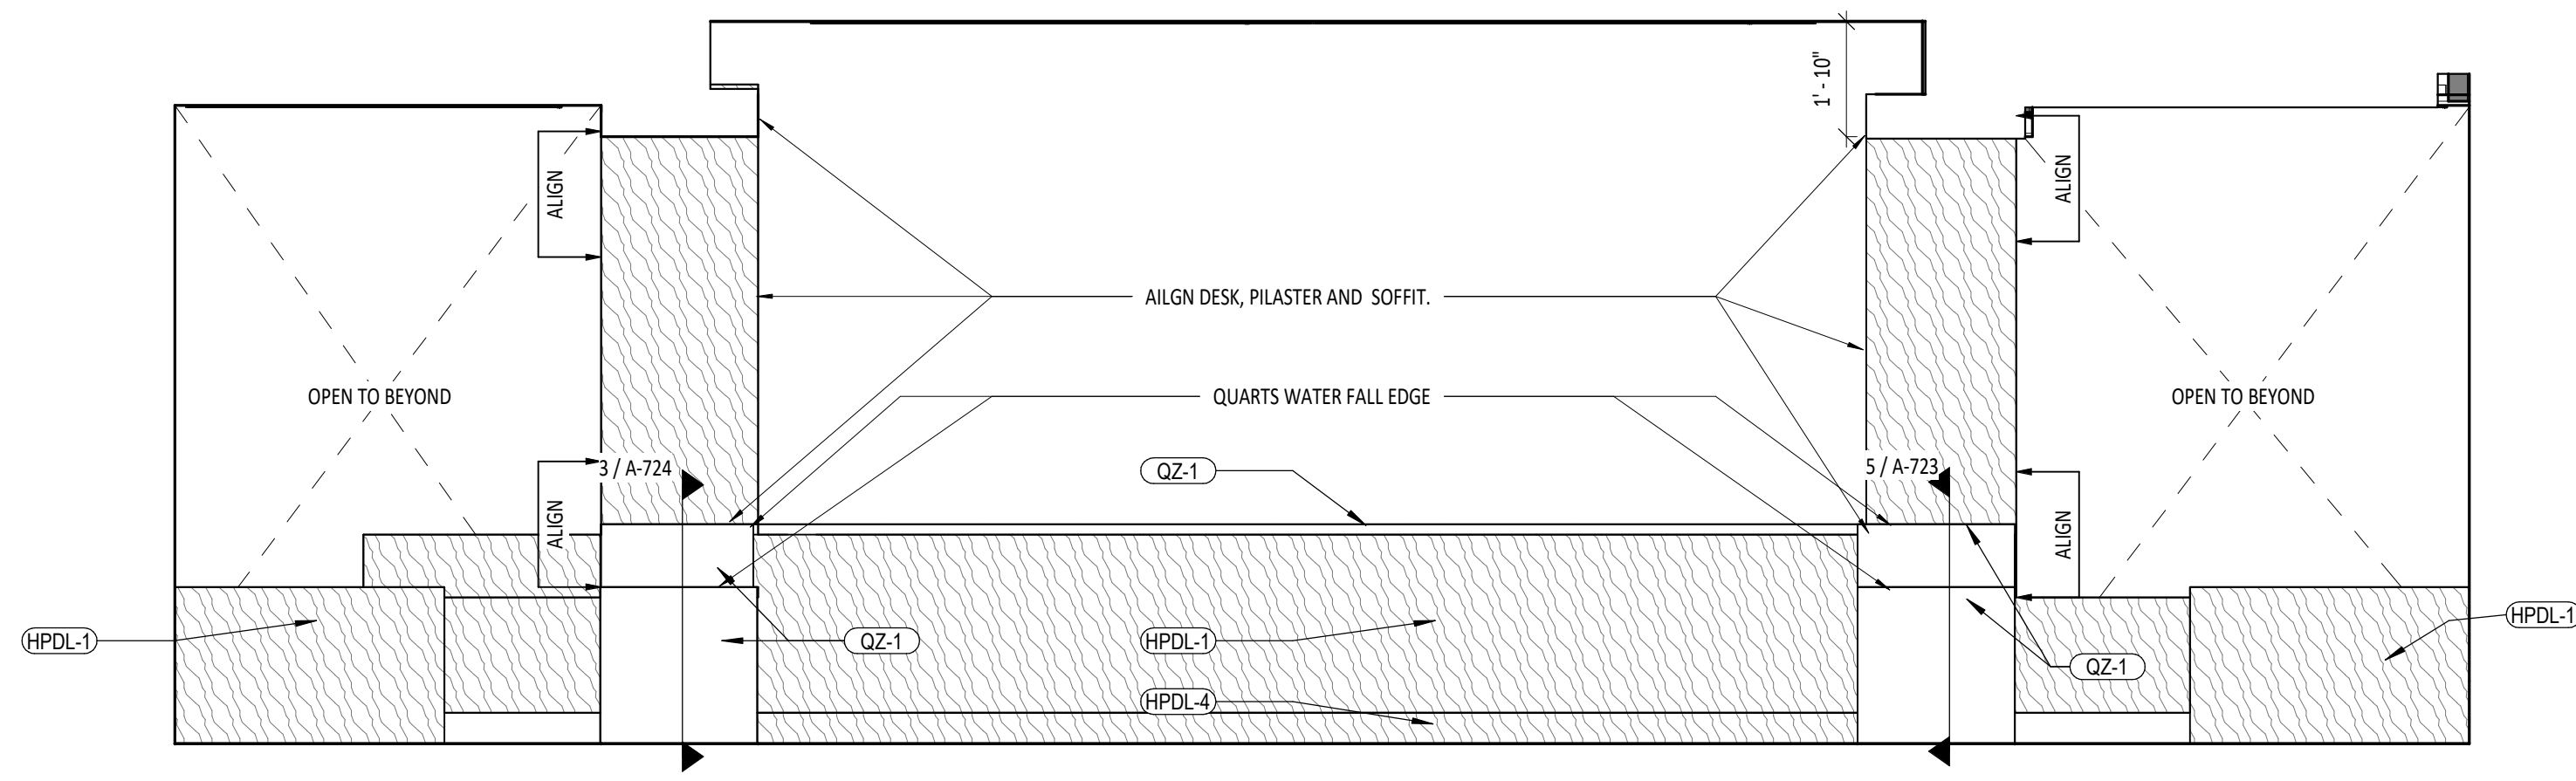 1' - 10"
ALIGN
ALIGN
AILGN DESK, PILASTER AND SOFFIT.
OPEN TO BEYOND
QUARTS WATER FALL EDGE
OPEN TO BEYOND
3 / A-724
QZ-1
5 / A-723
ALIGN
ALIGN
HPDL-1
QZ-1
HPDL-1
QZ-1
HPDL-1
HPDL-4